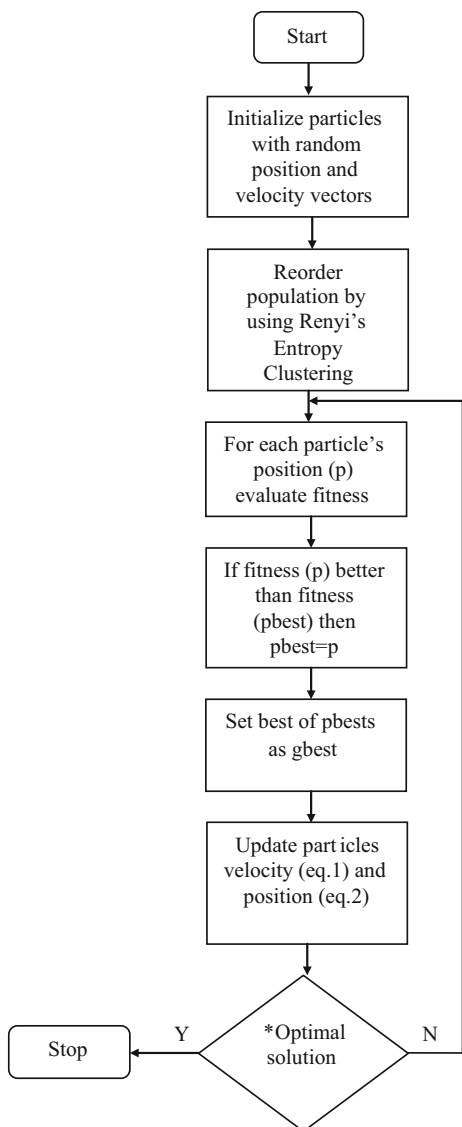 Start
Initialize particles
with random
position and
velocity vectors
Reorder
population by
using Renyi's
Entropy
Clustering
For each particle's
position (p)
evaluate fitness
If fitness (p) better
than fitness
(pbest) then
pbest=p
Set best of pbests
as gbest
Update particles
velocity (eq.1) and
position (eq.2)
*Optimal
solution
Y
N
Stop